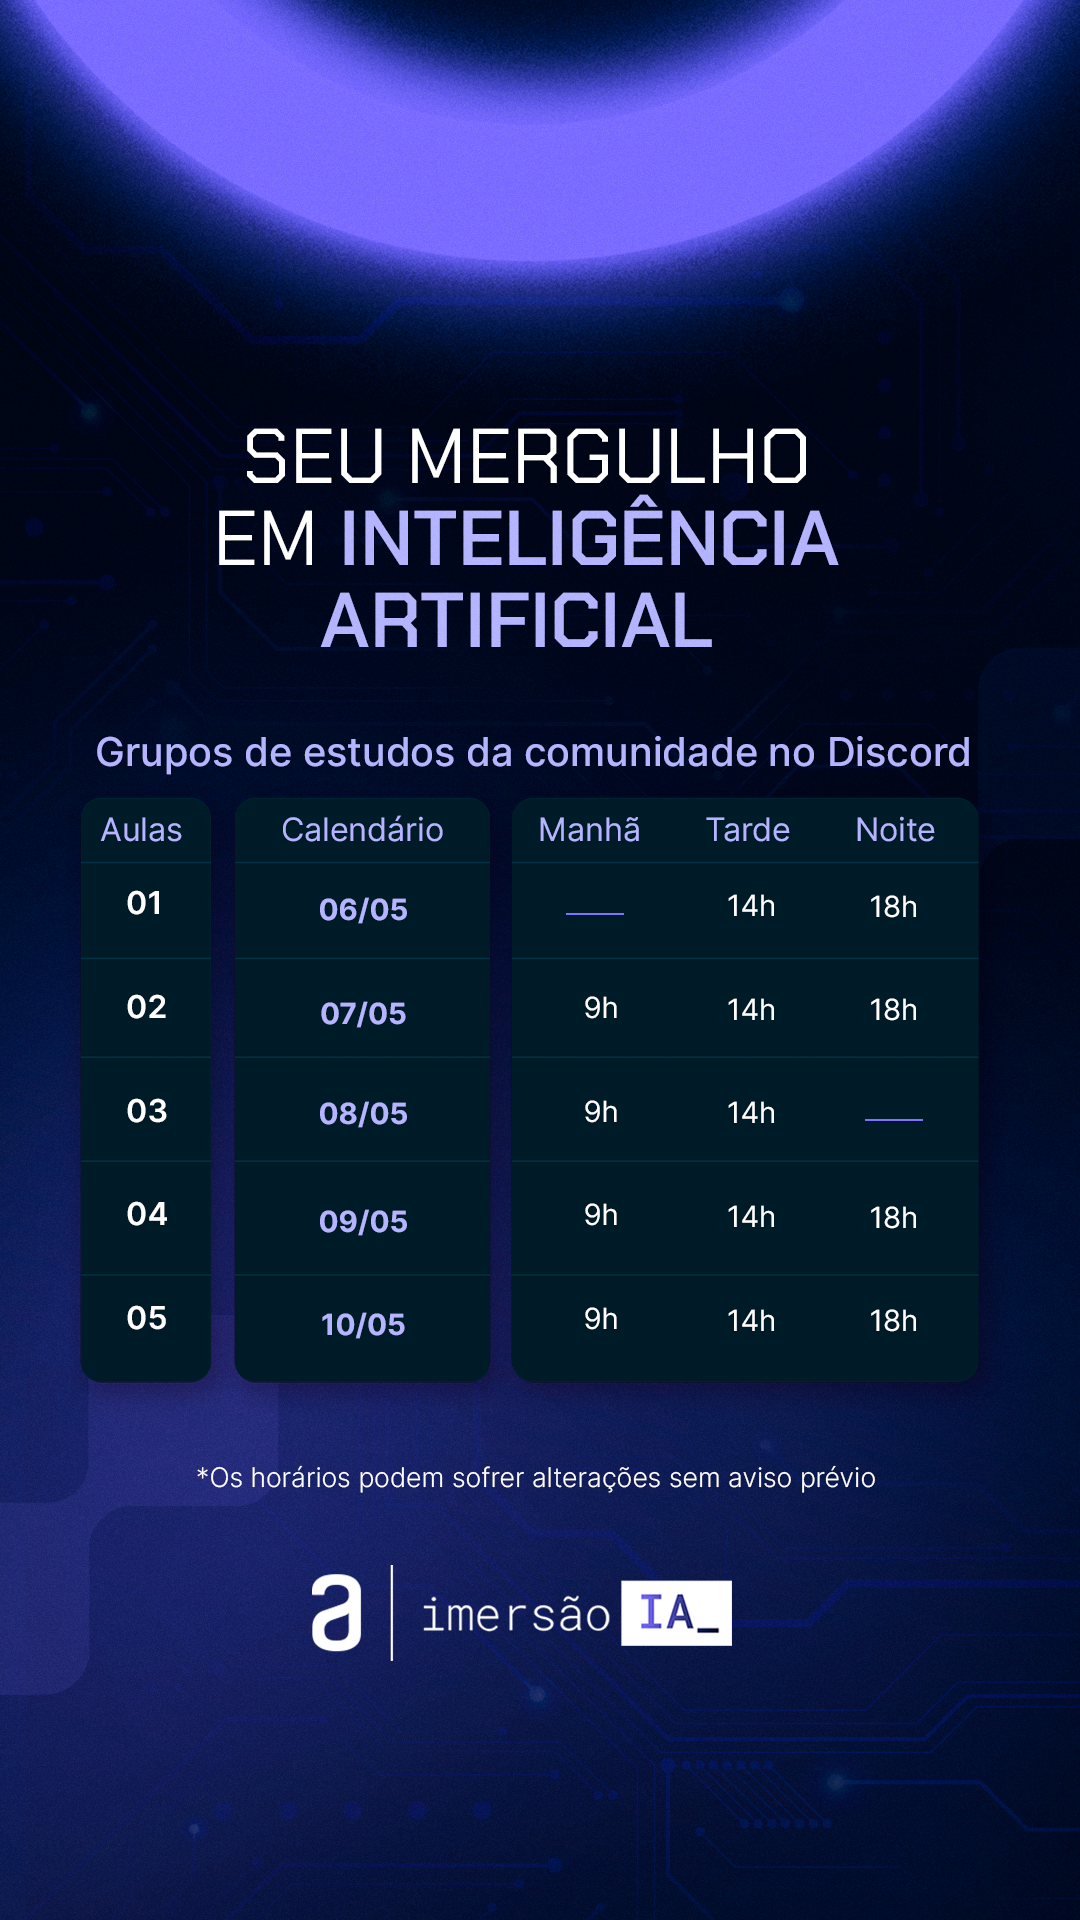 SEU MERGULHO
EM INTELIGÊNCIA
ARTIFICIAL
Grupos de estudos da comunidade no Discord
Aulas Calendário Manhã Tarde Noite
01 06/05 — 14h 18h
02 07/05 9h 14h 18h
03 08/05 9h 14h —
04 09/05 9h 14h 18h
05 10/05 9h 14h 18h
*Os horários podem sofrer alterações sem aviso prévio
a | imersão IA_